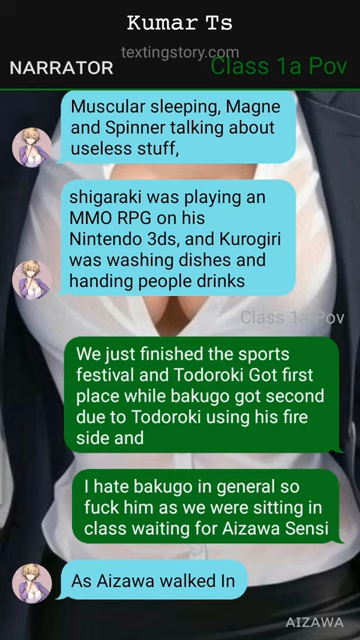 Kumar Ts
textingstory.com
NARRATOR
Class 1a Pov
Muscular sleeping, Magne
and Spinner talking about
useless stuff,
shigaraki was playing an
MMO RPG on his
Nintendo 3ds, and Kurogiri
was washing dishes and
handing people drinks
Class 1a Pov
We just finished the sports
festival and Todoroki Got first
place while bakugo got second
due to Todoroki using his fire
side and
I hate bakugo in general so
fuck him as we were sitting in
class waiting for Aizawa Sensi
As Aizawa walked In
AIZAWA